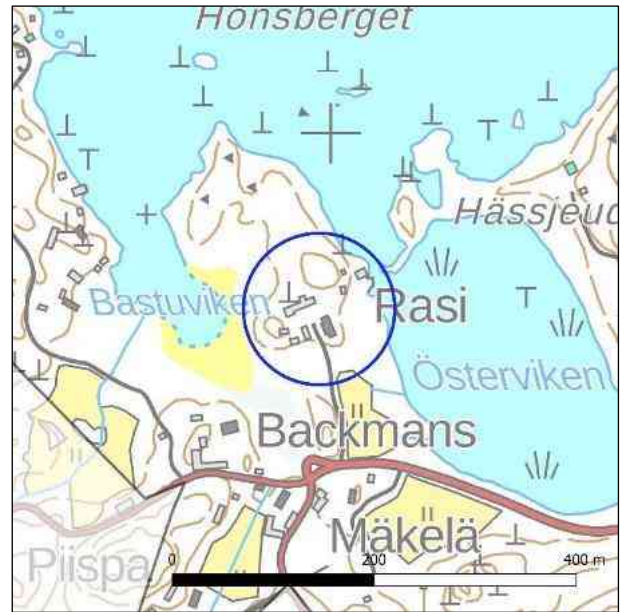 Honsberget
Hässjeud
Bastuviken
Rasi
Österviken
Backmans
Mäkelä
Piispa
0 200 400 m